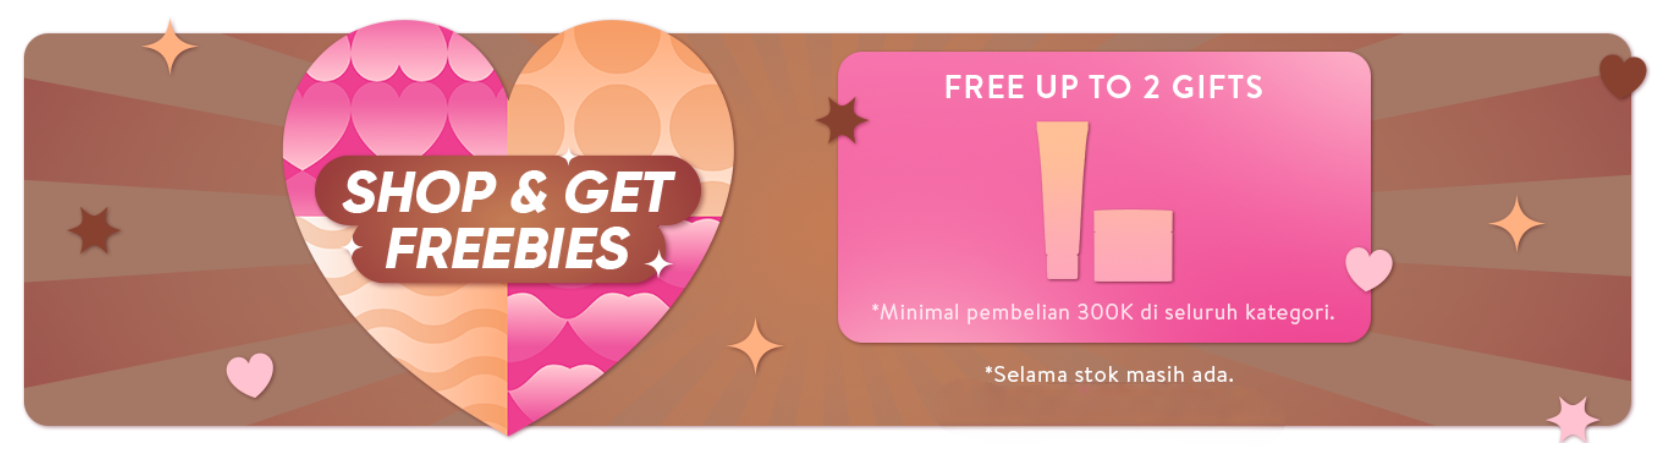 SHOP & GET
FREEBIES
FREE UP TO 2 GIFTS
*Minimal pembelian 300K di seluruh kategori.
*Selama stok masih ada.